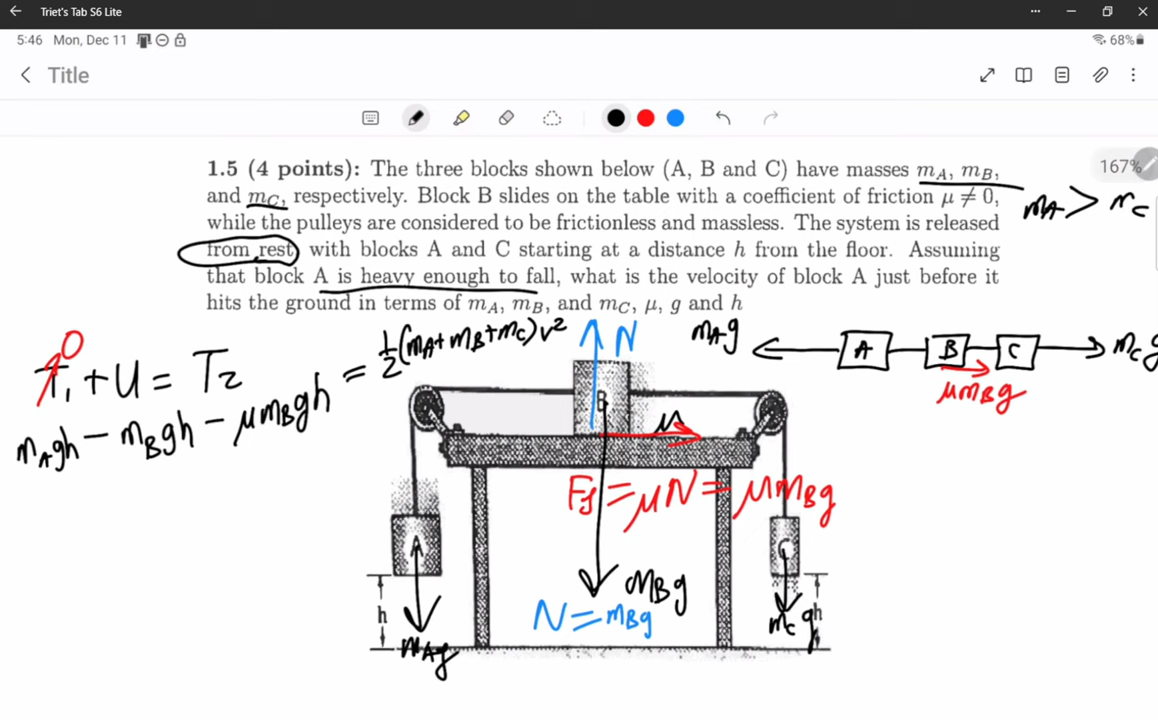 Triet's Tab S6 Lite
5:46 Mon, Dec 11
68%
Title
167%
1.5 (4 points): The three blocks shown below (A, B and C) have masses mA, mB,
and mC, respectively. Block B slides on the table with a coefficient of friction μ ≠ 0,
while the pulleys are considered to be frictionless and massless. The system is released
from rest with blocks A and C starting at a distance h from the floor. Assuming
that block A is heavy enough to fall, what is the velocity of block A just before it
hits the ground in terms of mA, mB, and mC, μ, g and h
mA > mC
T1 + U = T2
0
mAgh - mBgh - μmBgh = 1/2(mA+mB+mC)v²
N
mAg
A
B
C
mCg
μmBg
B
μ
Ff = μN = μmBg
A
C
h
mAg
mBg
N = mBg
mCg
h